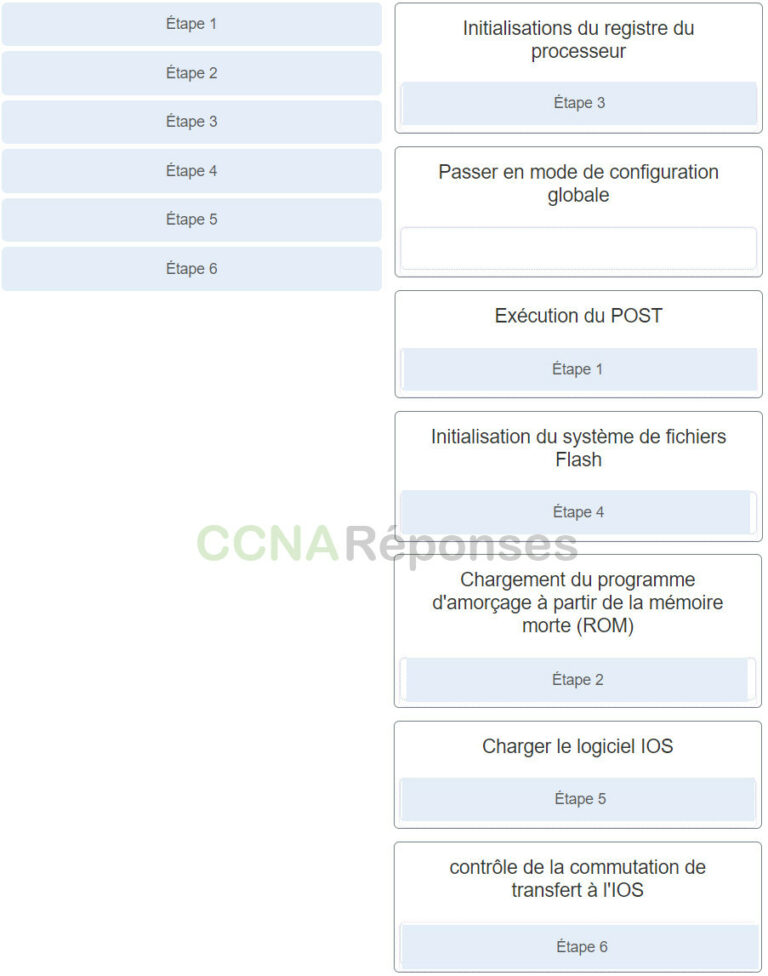 Étape 1
Étape 2
Étape 3
Étape 4
Étape 5
Étape 6
Initialisations du registre du
processeur
Étape 3
Passer en mode de configuration
globale
Exécution du POST
Étape 1
Initialisation du système de fichiers
Flash
Étape 4
CCNARéponses
Chargement du programme
d'amorçage à partir de la mémoire
morte (ROM)
Étape 2
Charger le logiciel IOS
Étape 5
contrôle de la commutation de
transfert à l'IOS
Étape 6